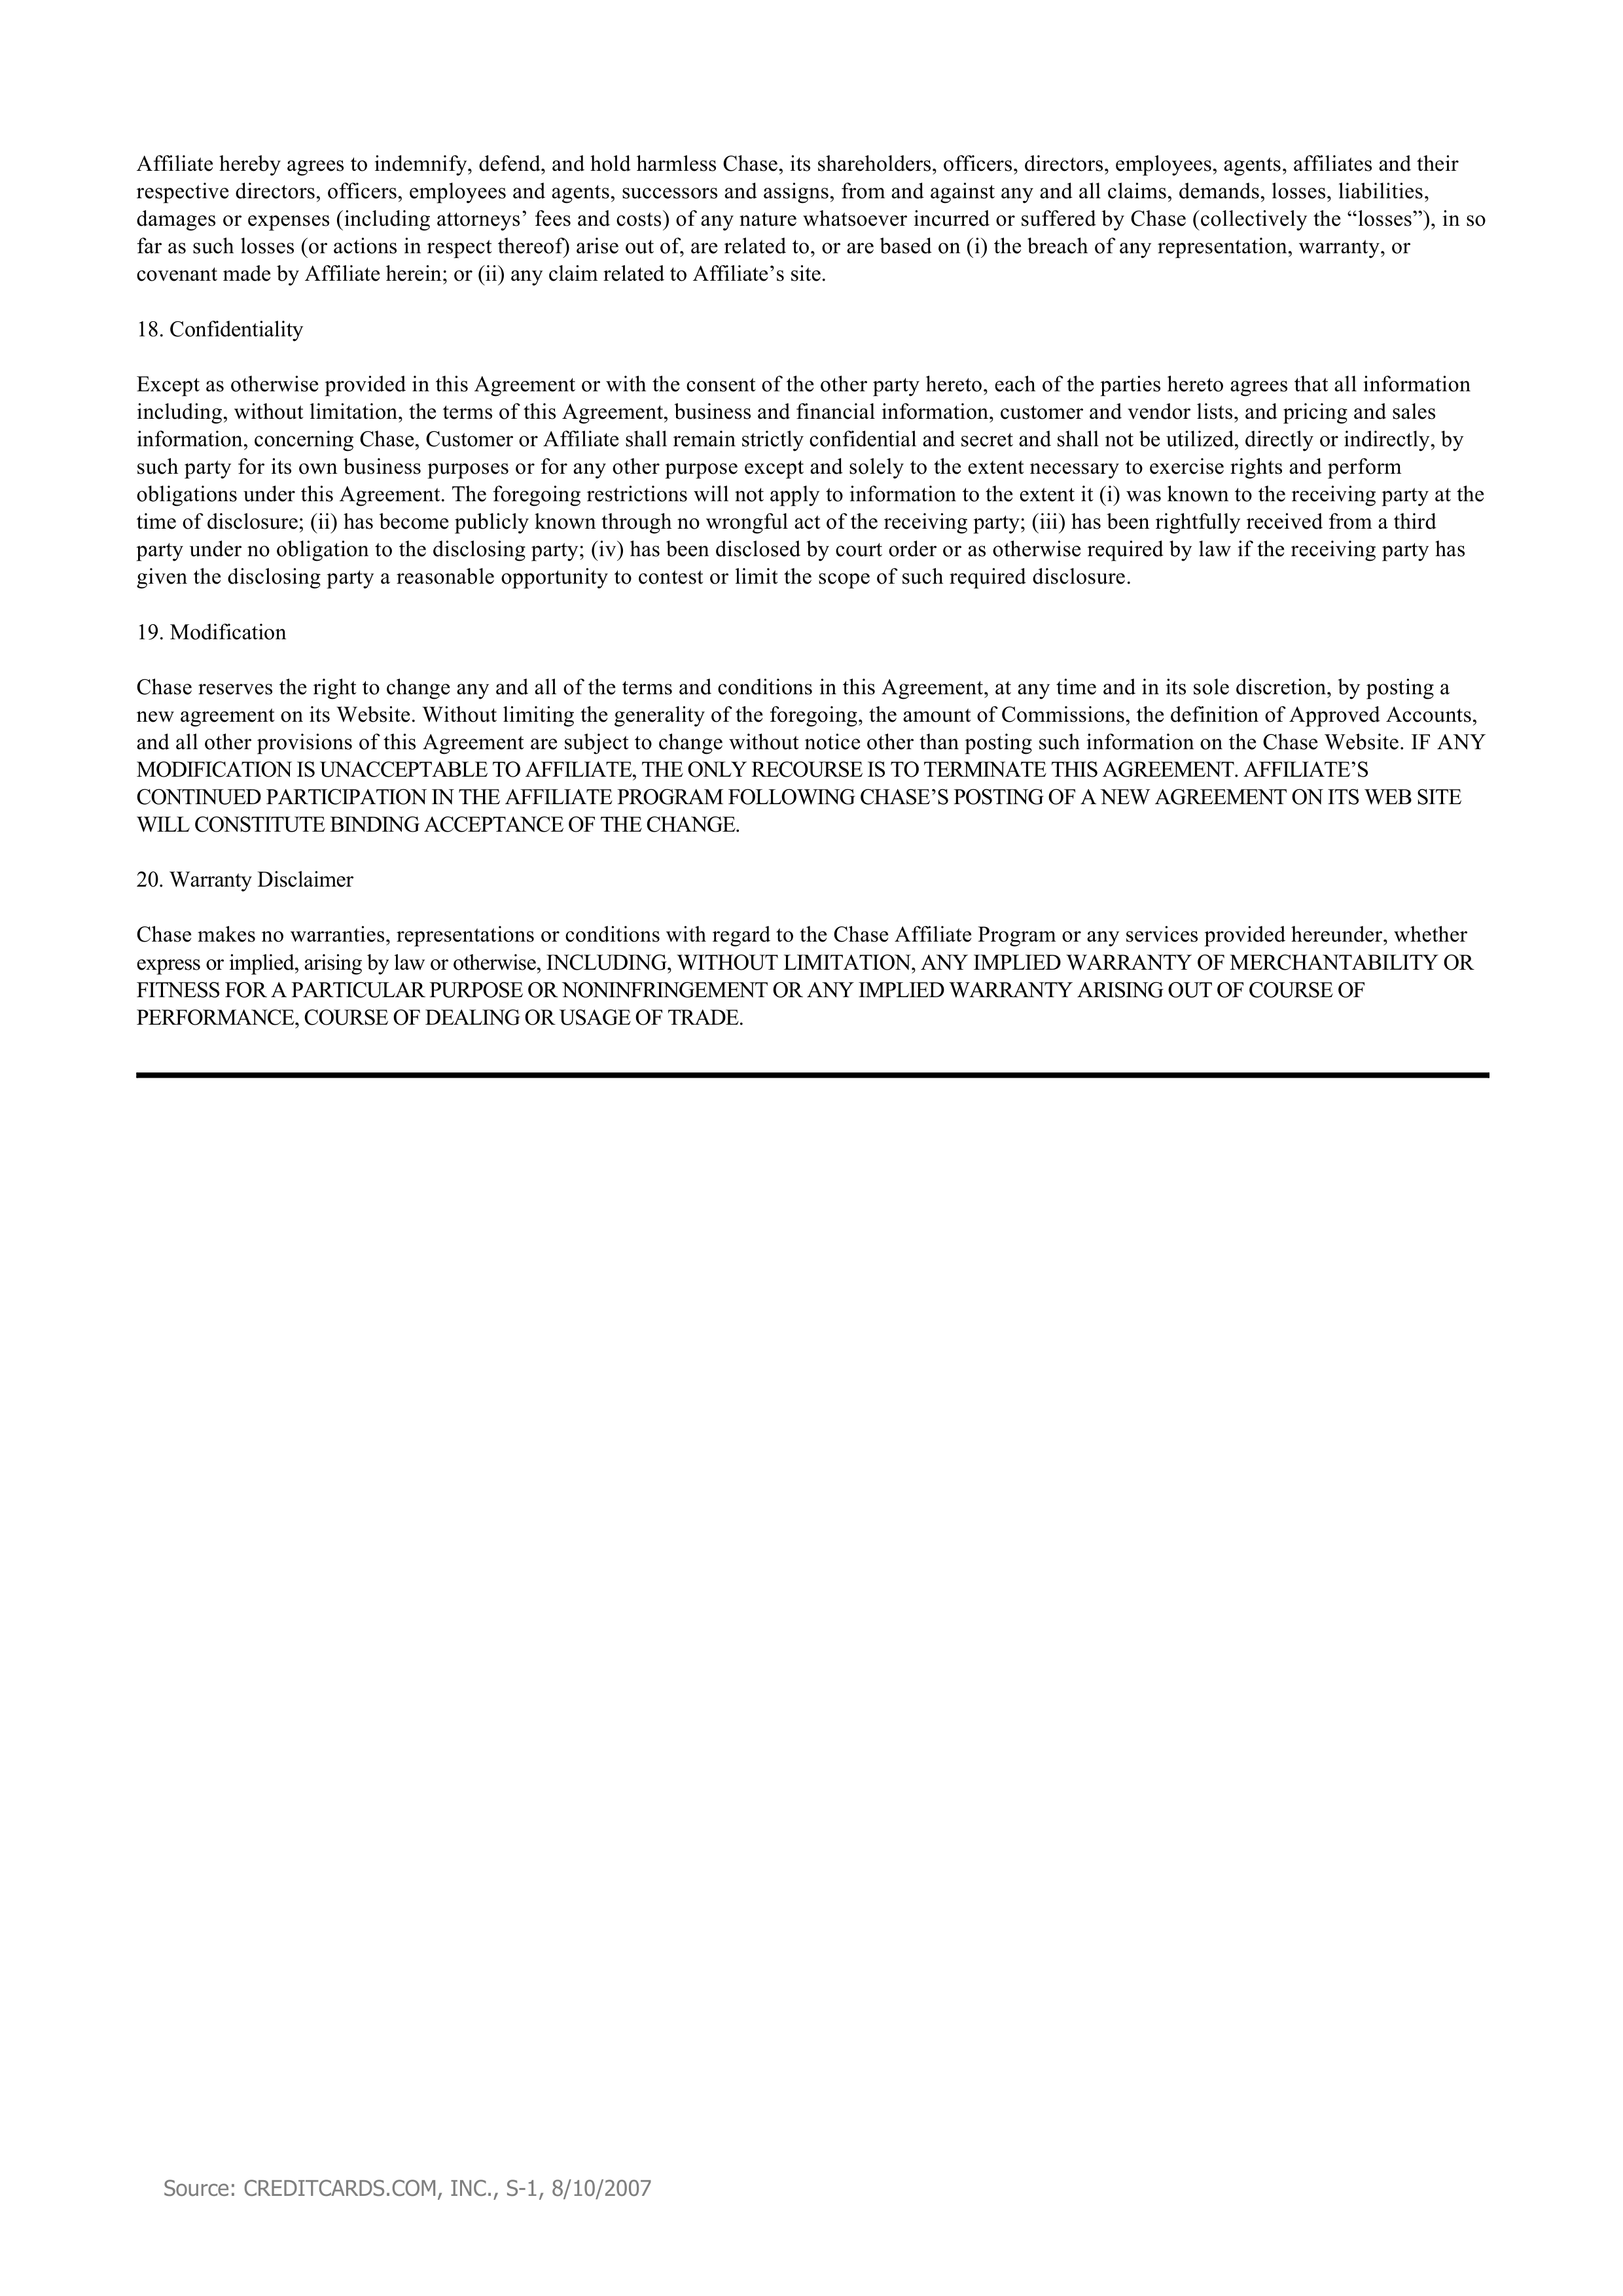 Affiliate hereby agrees to indemnify, defend, and hold harmless Chase, its shareholders, officers, directors, employees, agents, affiliates and their
respective directors, officers, employees and agents, successors and assigns, from and against any and all claims, demands, losses, liabilities,
damages or expenses (including attorneys’ fees and costs) of any nature whatsoever incurred or suffered by Chase (collectively the “losses”), in so
far as such losses (or actions in respect thereof) arise out of, are related to, or are based on (i) the breach of any representation, warranty, or
covenant made by Affiliate herein; or (ii) any claim related to Affiliate’s site.
18. Confidentiality
Except as otherwise provided in this Agreement or with the consent of the other party hereto, each of the parties hereto agrees that all information
including, without limitation, the terms of this Agreement, business and financial information, customer and vendor lists, and pricing and sales
information, concerning Chase, Customer or Affiliate shall remain strictly confidential and secret and shall not be utilized, directly or indirectly, by
such party for its own business purposes or for any other purpose except and solely to the extent necessary to exercise rights and perform
obligations under this Agreement. The foregoing restrictions will not apply to information to the extent it (i) was known to the receiving party at the
time of disclosure; (ii) has become publicly known through no wrongful act of the receiving party; (iii) has been rightfully received from a third
party under no obligation to the disclosing party; (iv) has been disclosed by court order or as otherwise required by law if the receiving party has
given the disclosing party a reasonable opportunity to contest or limit the scope of such required disclosure.
19. Modification
Chase reserves the right to change any and all of the terms and conditions in this Agreement, at any time and in its sole discretion, by posting a
new agreement on its Website. Without limiting the generality of the foregoing, the amount of Commissions, the definition of Approved Accounts,
and all other provisions of this Agreement are subject to change without notice other than posting such information on the Chase Website. IF ANY
MODIFICATION IS UNACCEPTABLE TO AFFILIATE, THE ONLY RECOURSE IS TO TERMINATE THIS AGREEMENT. AFFILIATE’S
CONTINUED PARTICIPATION IN THE AFFILIATE PROGRAM FOLLOWING CHASE’S POSTING OF A NEW AGREEMENT ON ITS WEB SITE
WILL CONSTITUTE BINDING ACCEPTANCE OF THE CHANGE.
20. Warranty Disclaimer
Chase makes no warranties, representations or conditions with regard to the Chase Affiliate Program or any services provided hereunder, whether
express or implied, arising by law or otherwise, INCLUDING, WITHOUT LIMITATION, ANY IMPLIED WARRANTY OF MERCHANTABILITY OR
FITNESS FOR A PARTICULAR PURPOSE OR NONINFRINGEMENT OR ANY IMPLIED WARRANTY ARISING OUT OF COURSE OF
PERFORMANCE, COURSE OF DEALING OR USAGE OF TRADE.
Source: CREDITCARDS.COM, INC., S-1, 8/10/2007